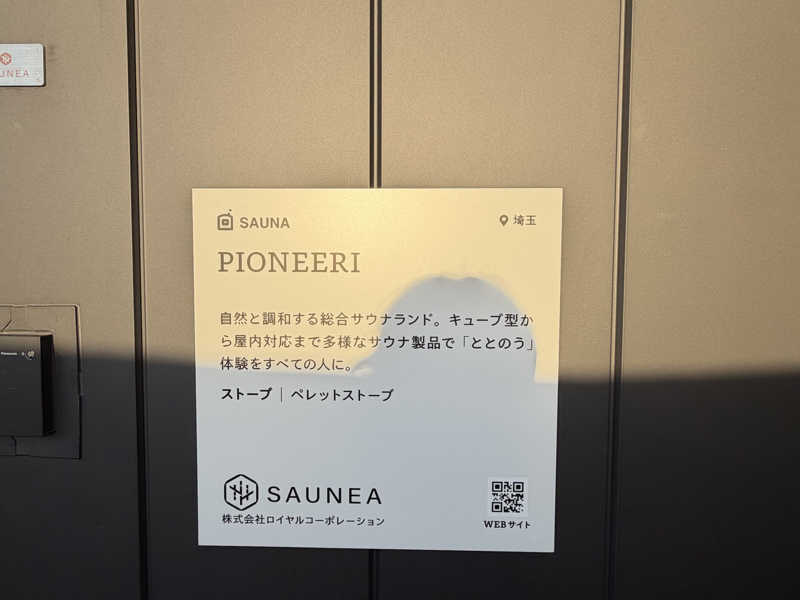 UNEA
SAUNA
埼玉
PIONEERI
自然と調和する総合サウナランド。キューブ型か
ら屋内対応まで多様なサウナ製品で「ととのう」
体験をすべての人に。
ストーブ | ペレットストーブ
SAUNEA
株式会社ロイヤルコーポレーション
WEBサイト
Panasonic